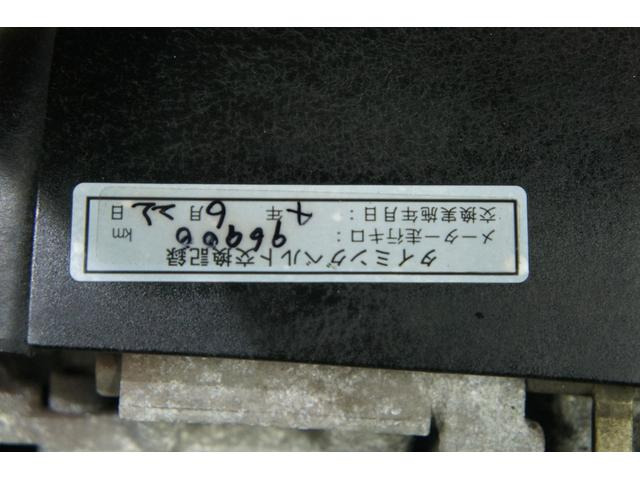 タイミングベルト交換記録
メーター走行キロ： km
交換実施年月日： 年 月 日